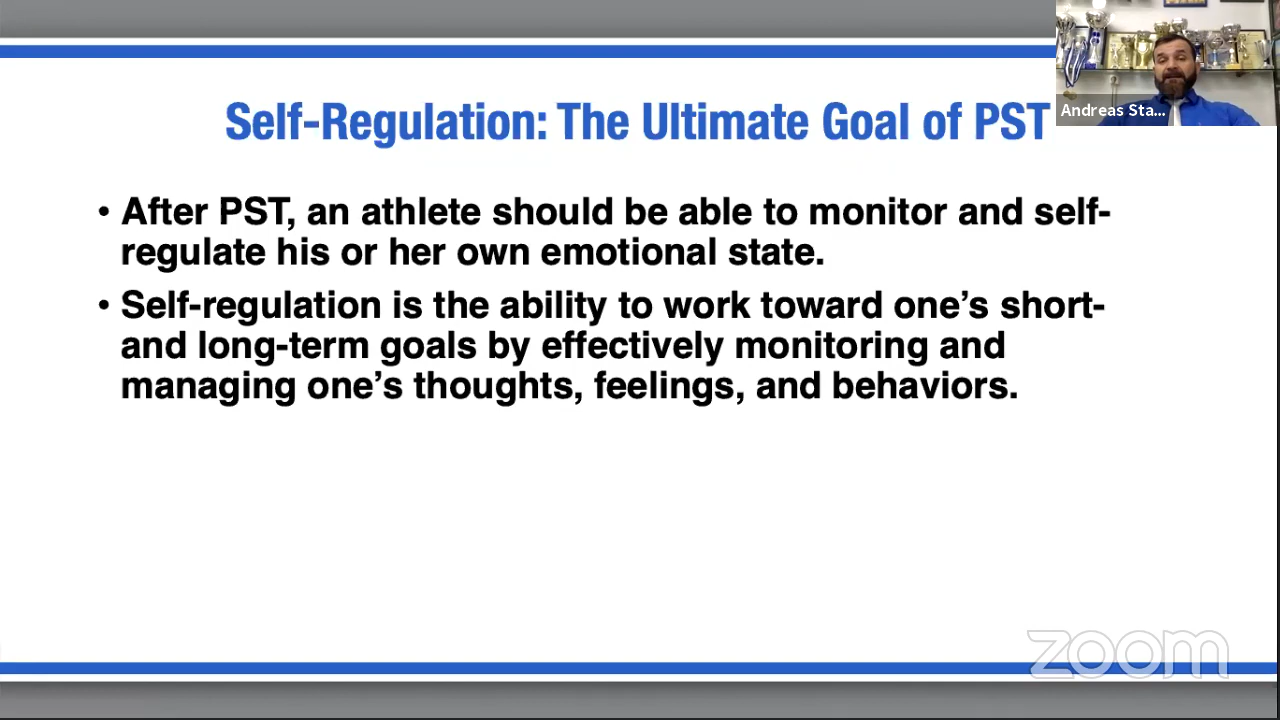 Self-Regulation: The Ultimate Goal of PST
Andreas Sta...
• After PST, an athlete should be able to monitor and self-
regulate his or her own emotional state.
• Self-regulation is the ability to work toward one’s short-
and long-term goals by effectively monitoring and
managing one’s thoughts, feelings, and behaviors.
zoom